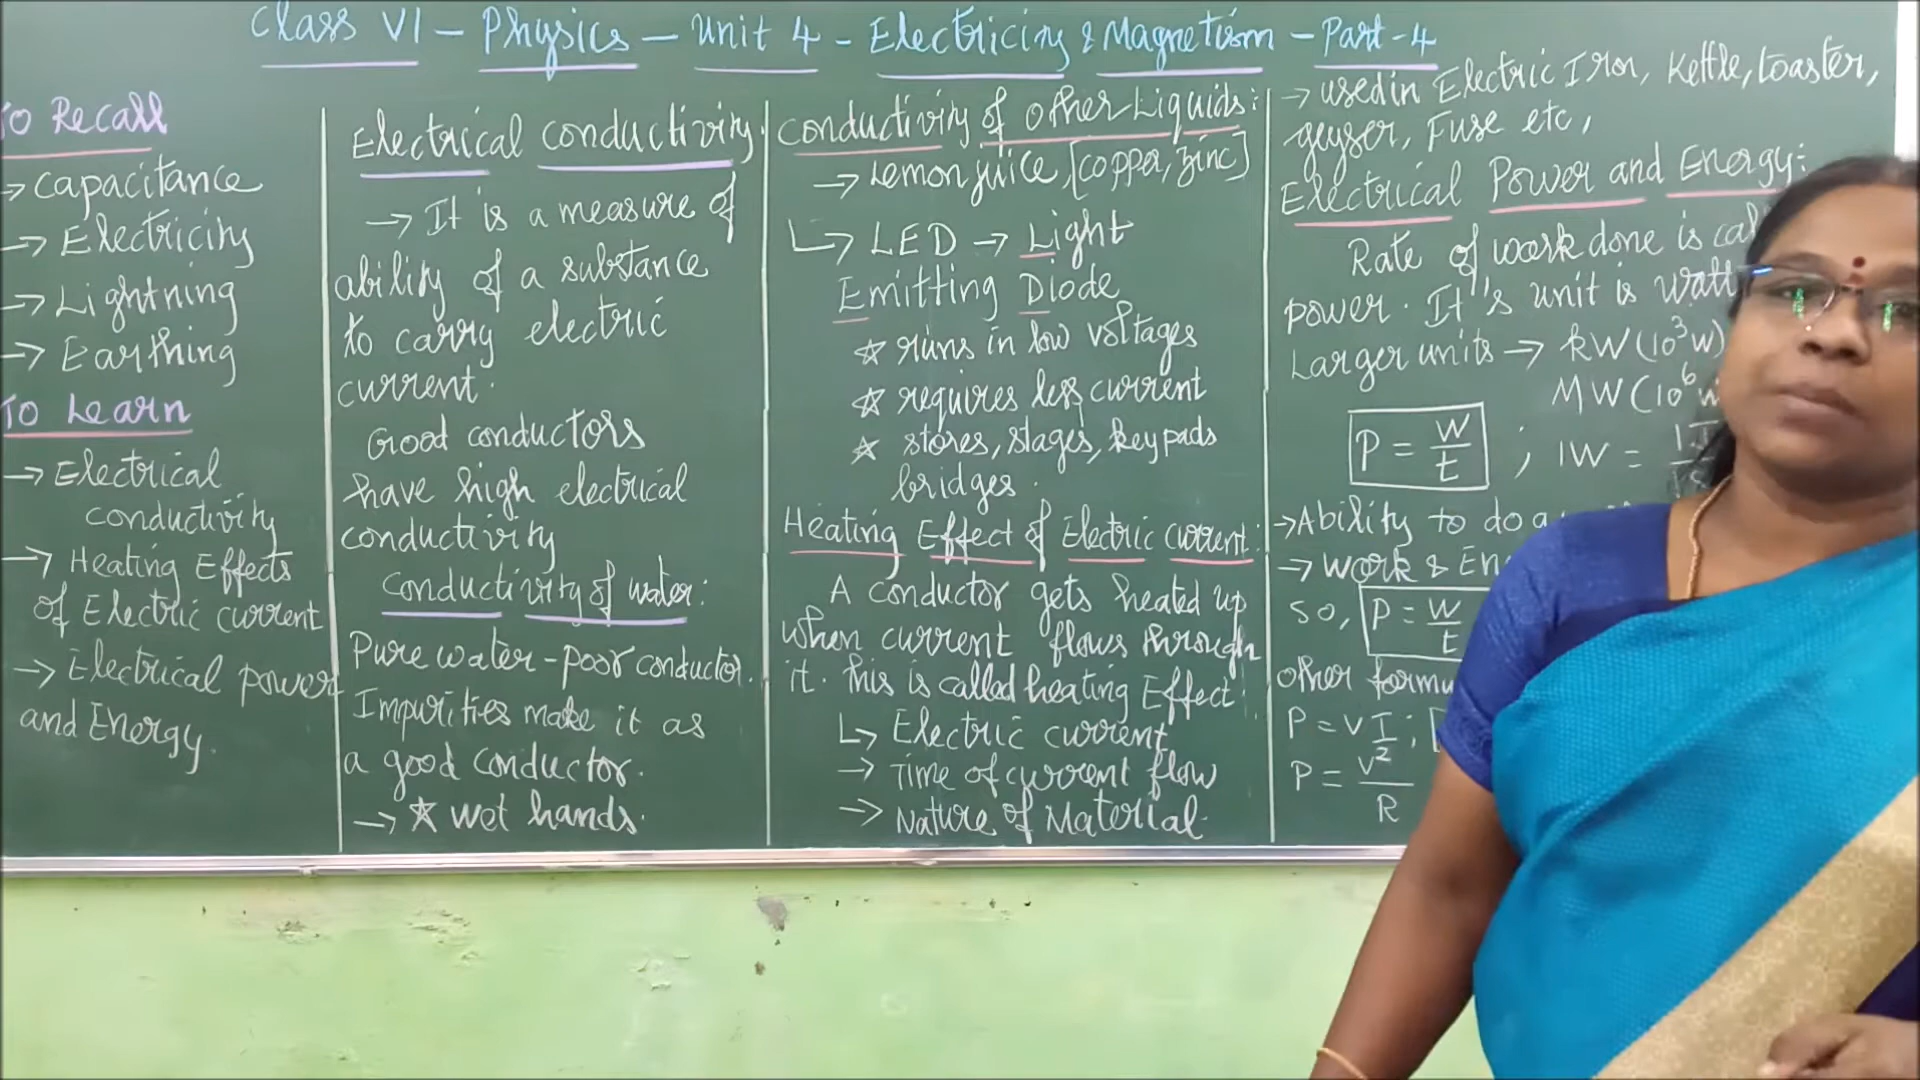 Class VI – Physics – Unit 4 – Electricity & Magnetism – Part-4
To Recall
→ Capacitance
→ Electricity
→ Lightning
→ Earthing
To Learn
→ Electrical
conductivity
→ Heating Effects
of Electric current
→ Electrical power
and Energy.
Electrical conductivity.
→ It is a measure of
ability of a substance
to carry electric
current.
Good conductors
have high electrical
conductivity
Conductivity of water:
Pure water – poor conductor.
Impurities make it as
a good conductor.
→ ☆ wet hands.
Conductivity of other Liquids:
→ Lemon juice, [copper, zinc]
↳ LED → Light
Emitting Diode
☆ runs in low voltages
☆ requires less current
☆ stores, stages, keypads
bridges.
Heating Effect of Electric current:
A conductor gets heated up
when current flows through
it. This is called heating Effect.
↳ Electric current
→ Time of current flow
→ Nature of Material.
→ used in Electric Iron, Kettle, toaster,
geyser, Fuse etc,
Electrical Power and Energy:
Rate of work done is
power. It's unit is watt
Larger units → kW (10³w)
MW (10⁶w
P = W/t ; 1W = 1J
→ Ability to do
→ Work &
so, P = W/t
other
P = VI ;
P = V²/R